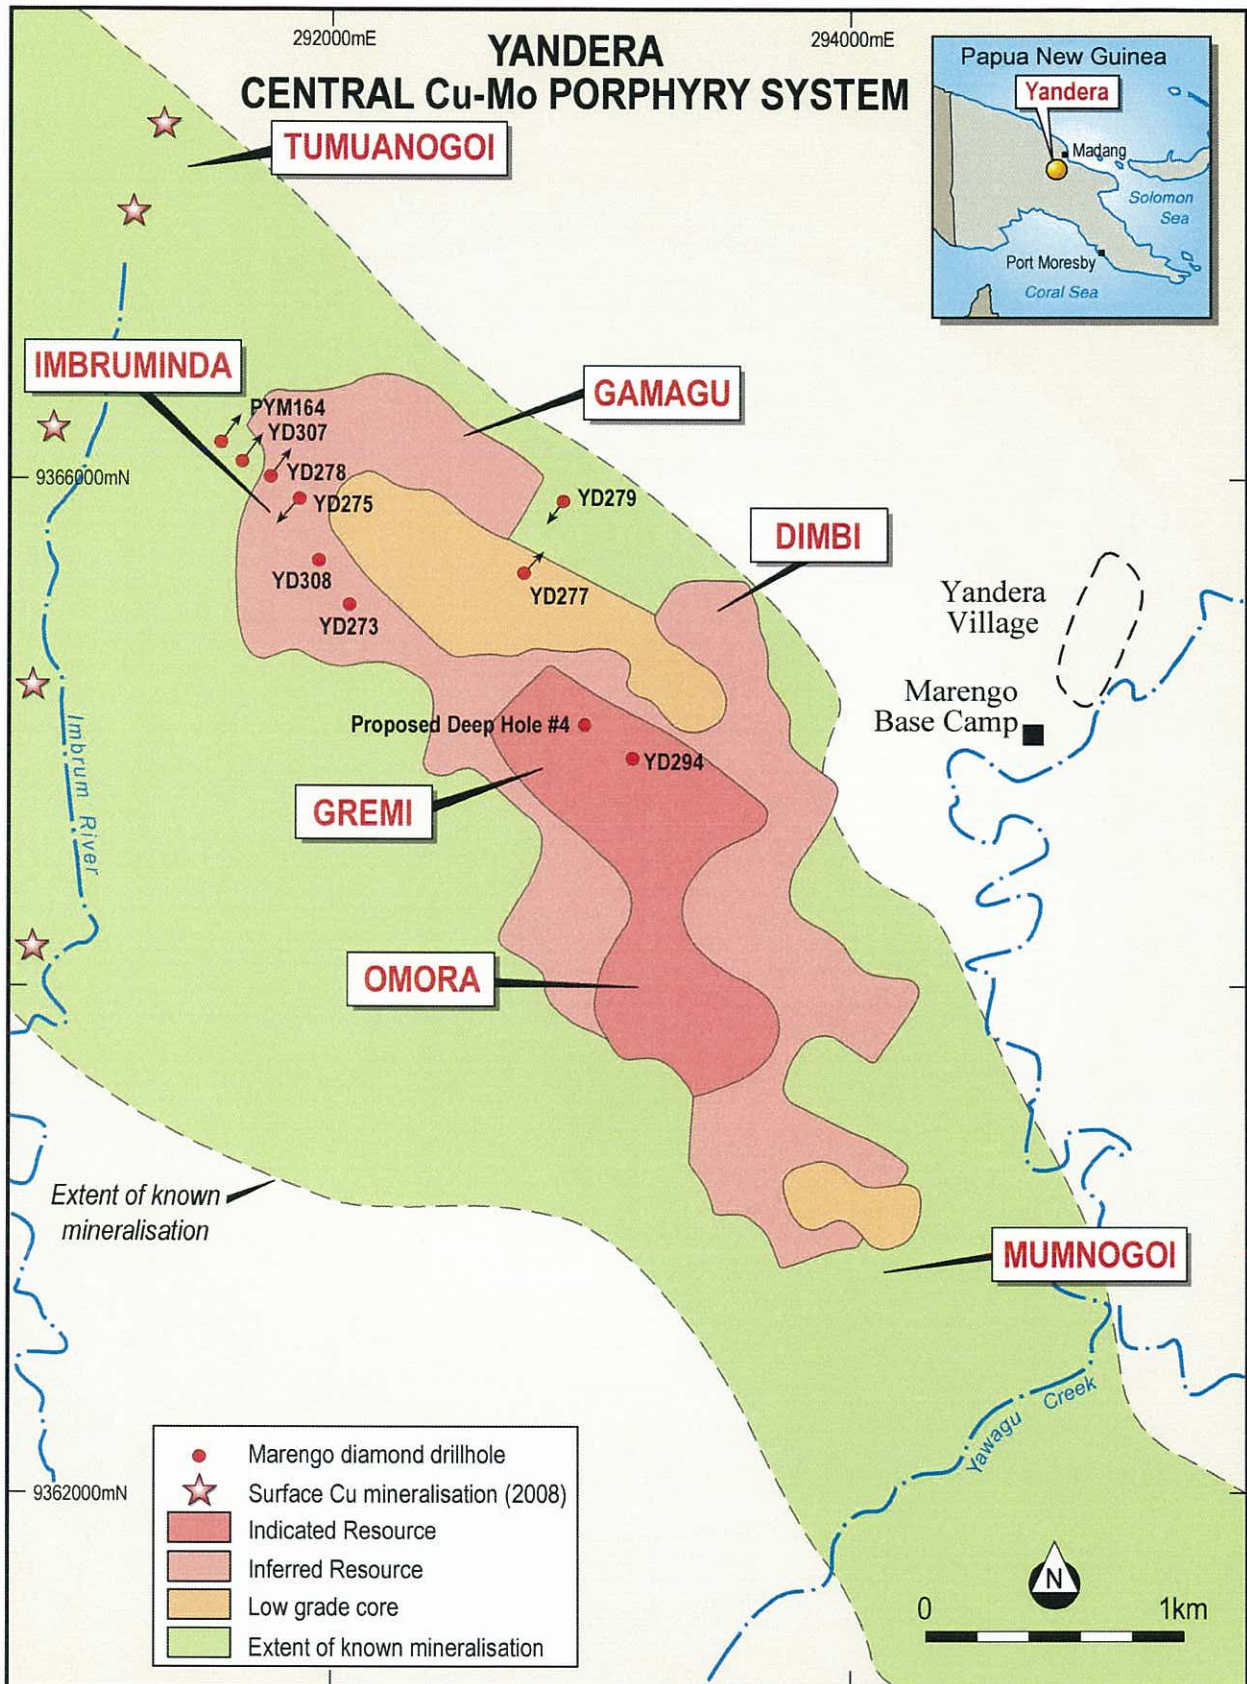 292000mE
294000mE
YANDERA
CENTRAL Cu-Mo PORPHYRY SYSTEM
Papua New Guinea
Yandera
Madang
Solomon
Sea
Port Moresby
Coral Sea
TUMUANOGOI
IMBRUMINDA
GAMAGU
PYM164
YD307
9366000mN
YD278
YD275
YD279
DIMBI
YD308
YD277
YD273
Yandera
Village
Marengo
Base Camp
Proposed Deep Hole #4
YD294
Imbrum River
GREMI
OMORA
Extent of known
mineralisation
MUMNOGOI
Yawagu Creek
9362000mN
Marengo diamond drillhole
Surface Cu mineralisation (2008)
Indicated Resource
Inferred Resource
Low grade core
Extent of known mineralisation
N
0 1km